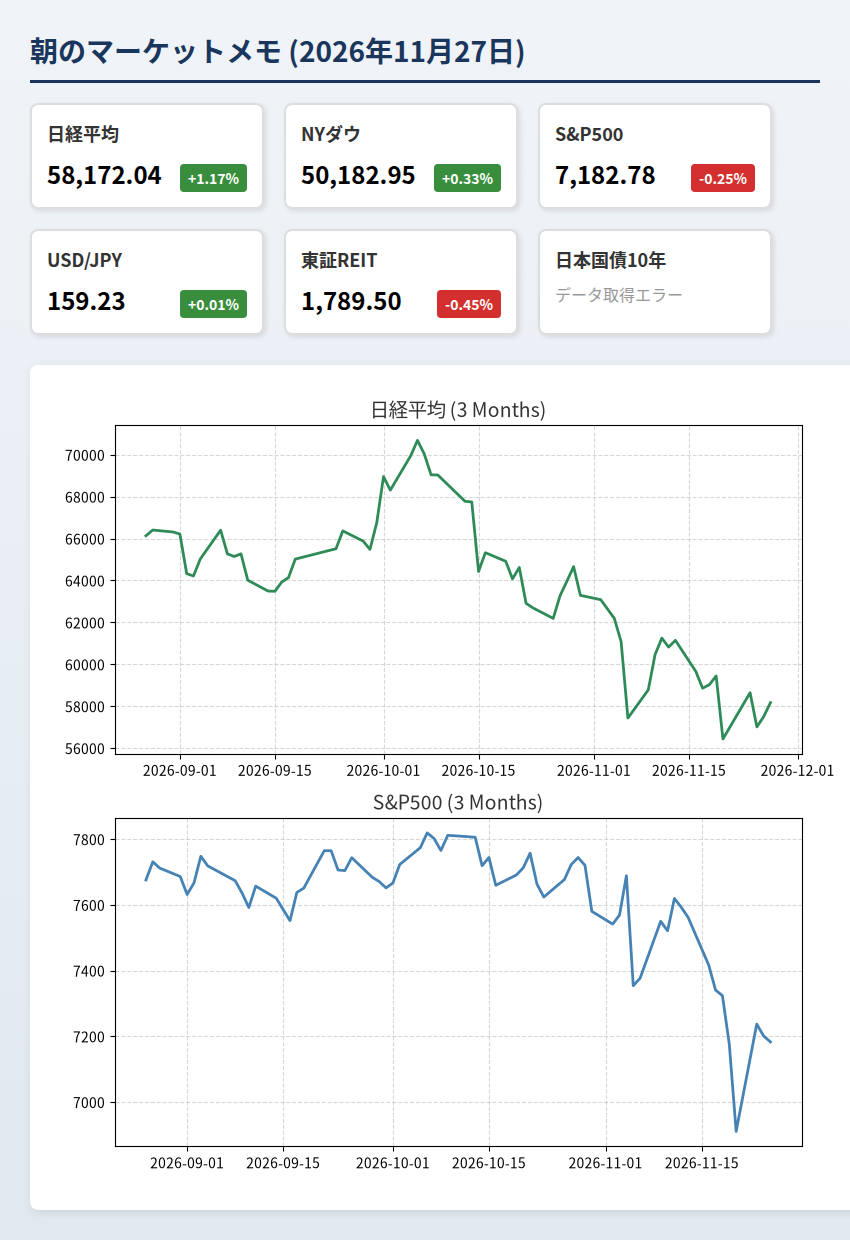 朝のマーケットメモ (2026年11月27日)
日経平均
58,172.04 +1.17%
NYダウ
50,182.95 +0.33%
S&P500
7,182.78 -0.25%
USD/JPY
159.23 +0.01%
東証REIT
1,789.50 -0.45%
日本国債10年
データ取得エラー
日経平均 (3 Months)
70000
68000
66000
64000
62000
60000
58000
56000
2026-09-01 2026-09-15 2026-10-01 2026-10-15 2026-11-01 2026-11-15 2026-12-01
S&P500 (3 Months)
7800
7600
7400
7200
7000
2026-09-01 2026-09-15 2026-10-01 2026-10-15 2026-11-01 2026-11-15